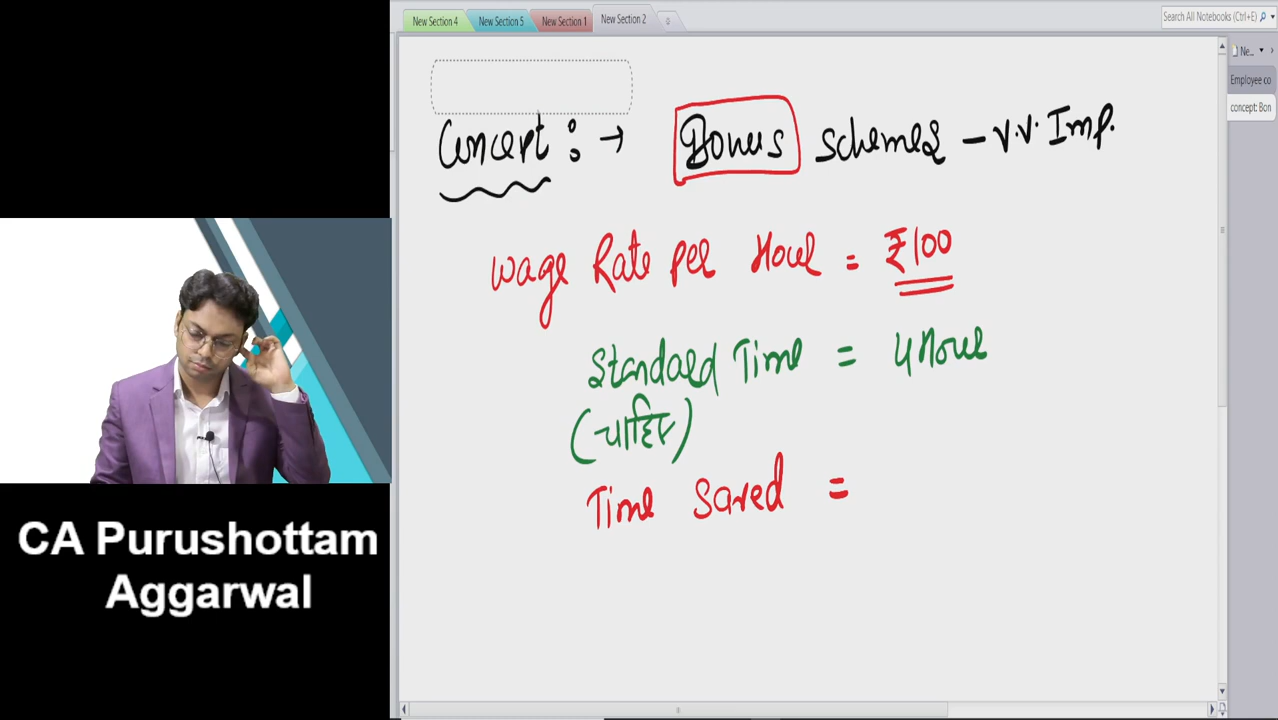 New Section 4 New Section 5 New Section 1 New Section 2
Search All Notebooks (Ctrl+E)
Ne...
Employee co
concept: Bon
Concept : → Bonus Schemes - V.V. Imp.
Wage Rate per Hour = ₹100
Standard Time = 4 Hour
(चाहिए)
Time Saved =
CA Purushottam
Aggarwal